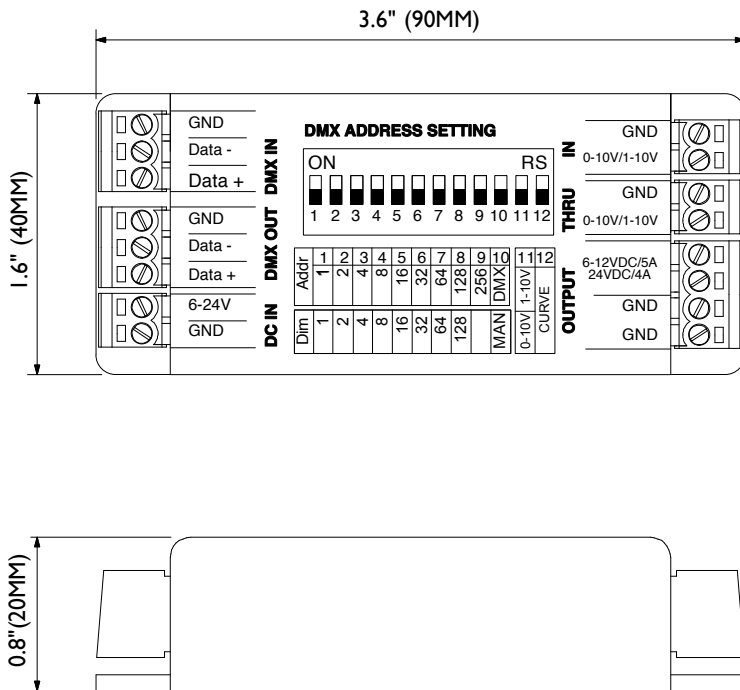 3.6" (90MM)
1.6" (40MM)
GND
Data -
Data +
DMX IN
GND
Data -
Data +
DMX OUT
6-24V
GND
DC IN
DMX ADDRESS SETTING
ON RS
1 2 3 4 5 6 7 8 9 10 11 12
Addr 1 2 3 4 5 6 7 8 9 10 11 12
1 2 4 8 16 32 64 128 256 DMX 1-10V
Dim 1 2 4 8 16 32 64 128 MAN 0-10V CURVE
IN
GND
0-10V/1-10V
THRU
GND
0-10V/1-10V
OUTPUT
6-12VDC/5A
24VDC/4A
GND
GND
0.8"(20MM)